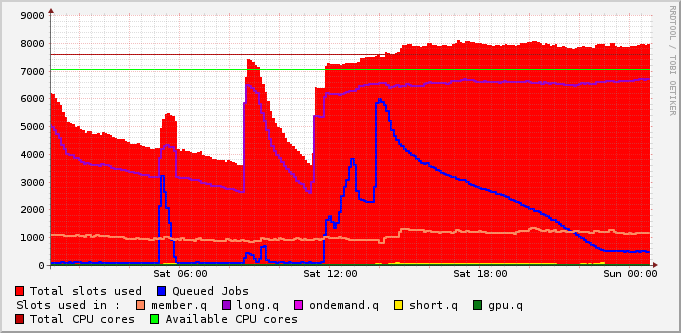 RRDTOOL / TOBI OETIKER
9000
8000
7000
6000
5000
4000
3000
2000
1000
0
Sat 06:00 Sat 12:00 Sat 18:00 Sun 00:00
Total slots used Queued Jobs
Slots used in : member.q long.q ondemand.q short.q gpu.q
Total CPU cores Available CPU cores